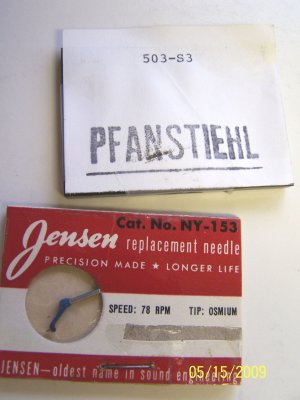 503-S3
PFANSTIEHL
Cat. No. NY-153
Jensen replacement needle
PRECISION MADE ★ LONGER LIFE
SPEED: 78 RPM TIP: OSMIUM
JENSEN—oldest name in sound engineering
05/15/2009